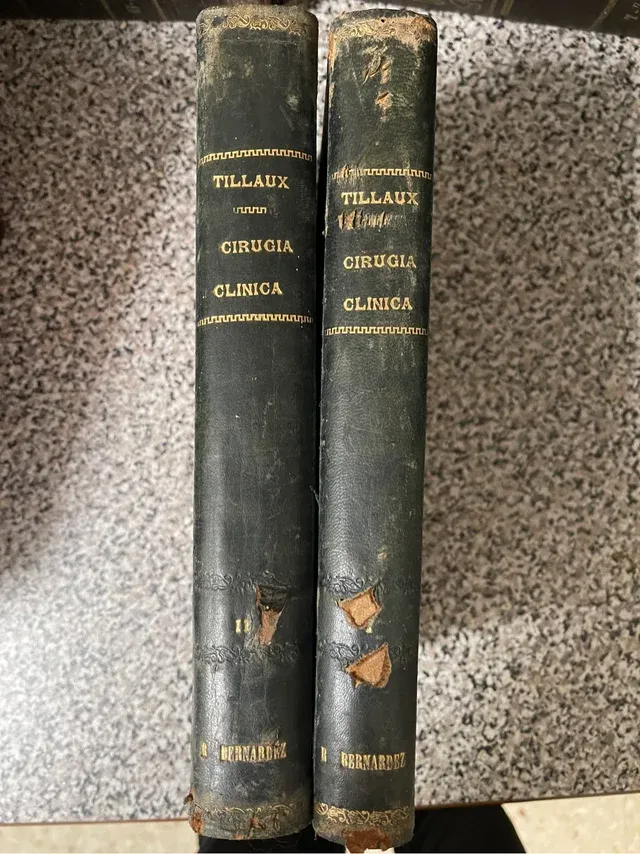 TILLAUX
CIRUGIA
CLINICA
II
R BERNARDEZ
TILLAUX
CIRUGIA
CLINICA
I
R BERNARDEZ